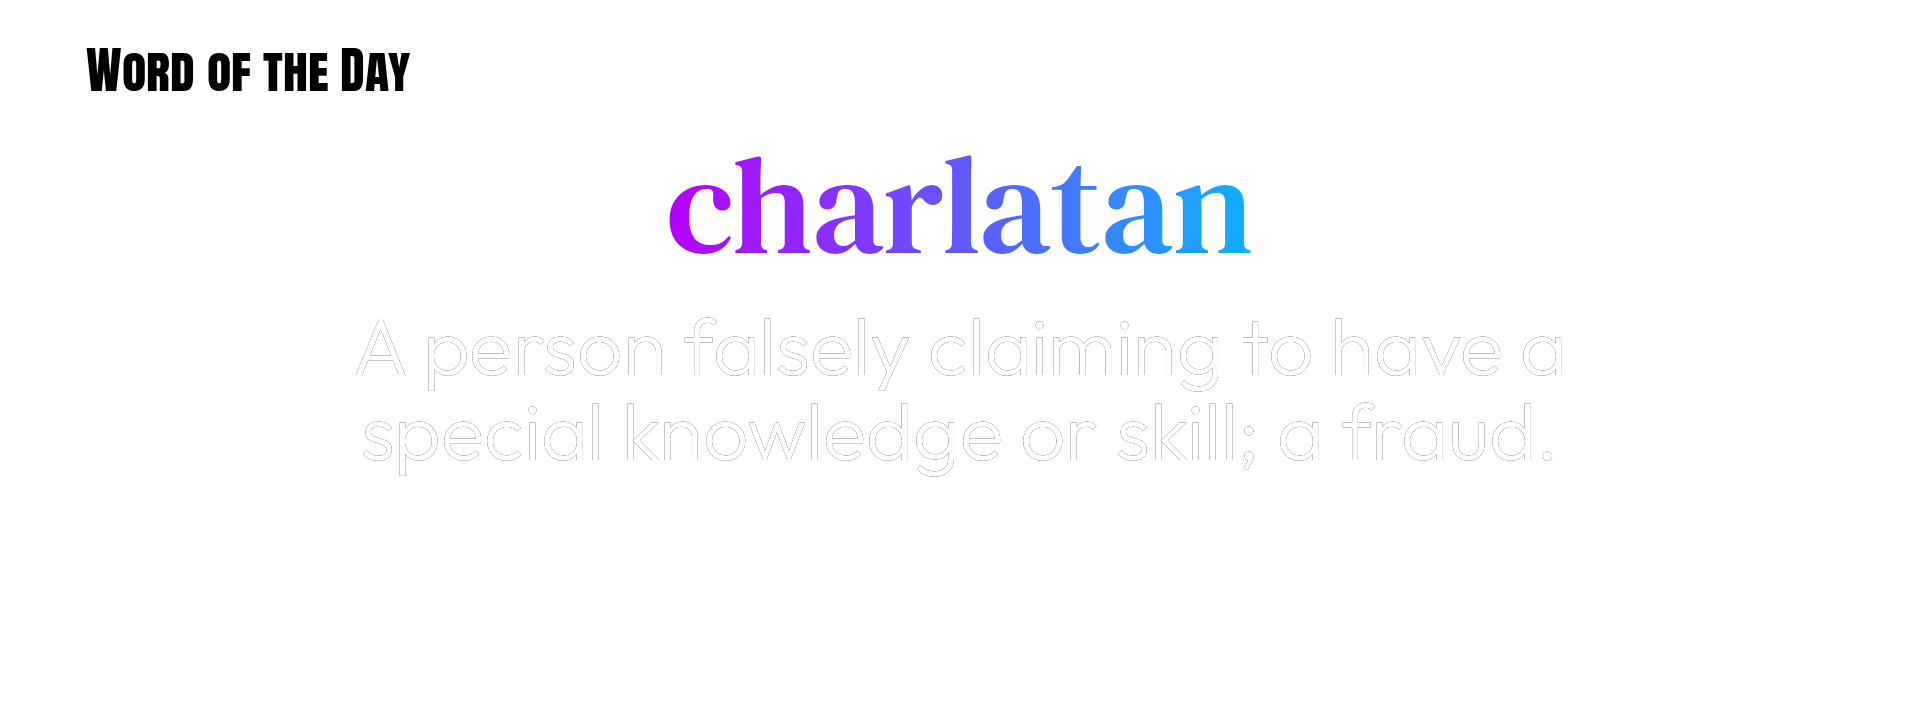 Word of the Day
charlatan
A person falsely claiming to have a
special knowledge or skill; a fraud.